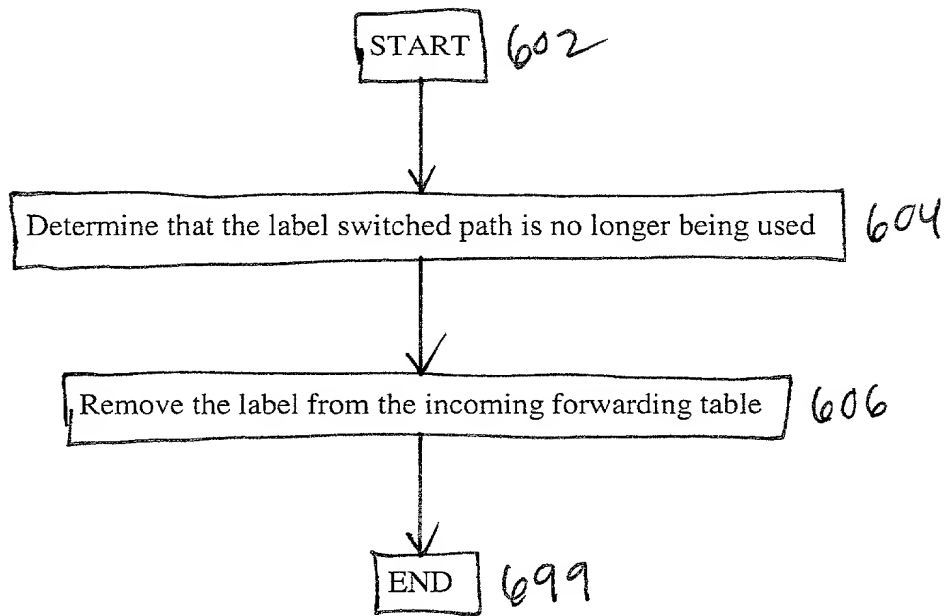 START 602
Determine that the label switched path is no longer being used 604
Remove the label from the incoming forwarding table 606
END 699